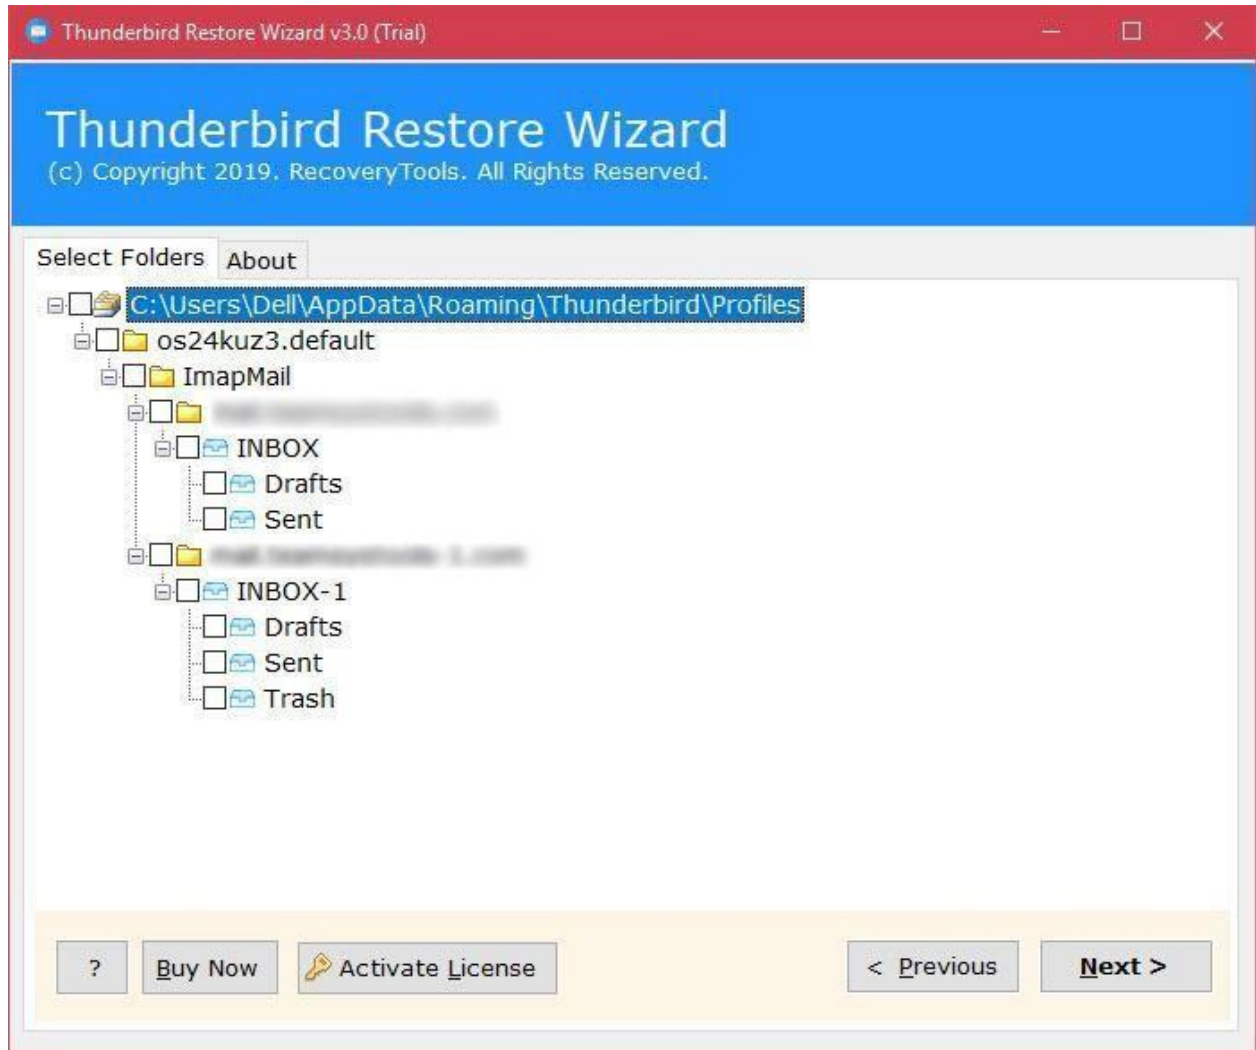 Thunderbird Restore Wizard v3.0 (Trial)
Thunderbird Restore Wizard
(c) Copyright 2019. RecoveryTools. All Rights Reserved.
Select Folders About
C:\Users\Dell\AppData\Roaming\Thunderbird\Profiles
os24kuz3.default
ImapMail
INBOX
Drafts
Sent
INBOX-1
Drafts
Sent
Trash
? Buy Now Activate License < Previous Next >